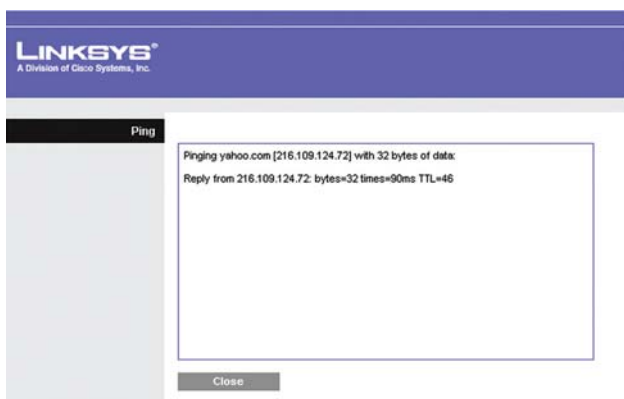 LINKSYS®
A Division of Cisco Systems, Inc.
Ping
Pinging yahoo.com [216.109.124.72] with 32 bytes of data:
Reply from 216.109.124.72: bytes=32 times=90ms TTL=46
Close